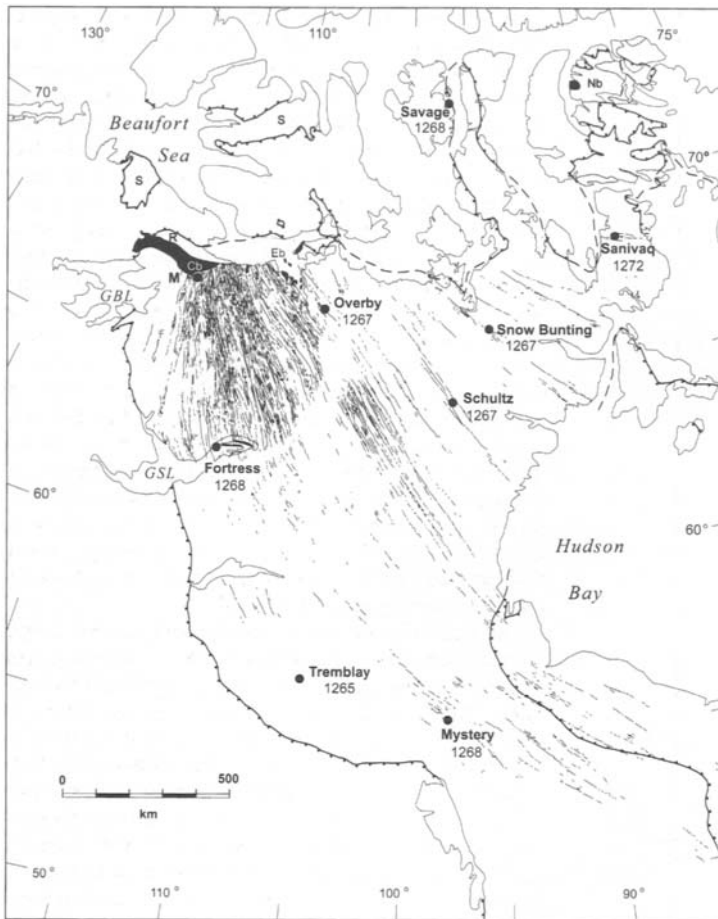 130°
110°
75°
70°
Beaufort
Sea
S
S
Savage
1268
Nb
70°
Sanivaq
1272
R
Cb
M
Eb
GBL
Overby
1267
Snow Bunting
1267
Schultz
1267
GSL
Fortress
1268
60°
60°
Hudson
Bay
Tremblay
1265
Mystery
1268
0
500
km
50°
110°
100°
90°